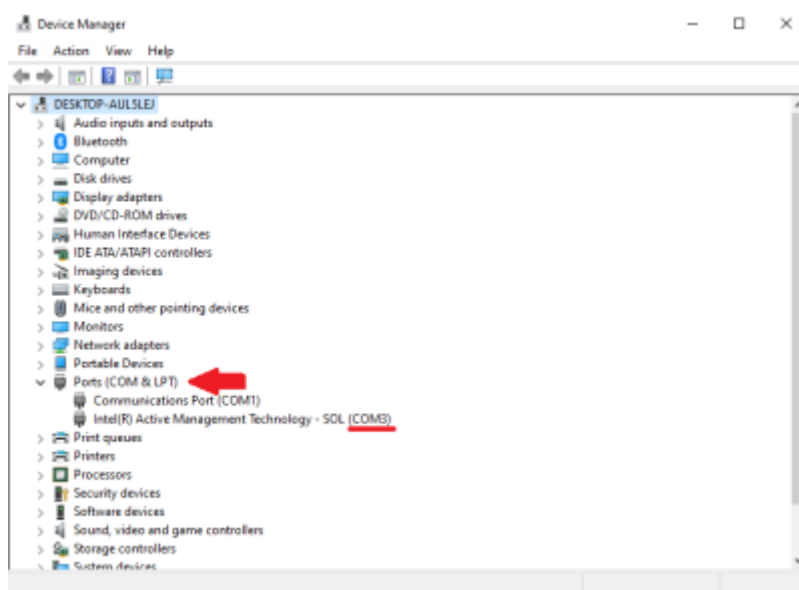 Device Manager
File Action View Help
DESKTOP-AUL5LEJ
Audio inputs and outputs
Bluetooth
Computer
Disk drives
Display adapters
DVD/CD-ROM drives
Human Interface Devices
IDE ATA/ATAPI controllers
Imaging devices
Keyboards
Mice and other pointing devices
Monitors
Network adapters
Portable Devices
Ports (COM & LPT)
Communications Port (COM1)
Intel(R) Active Management Technology - SOL (COM3)
Print queues
Printers
Processors
Security devices
Software devices
Sound, video and game controllers
Storage controllers
System devices